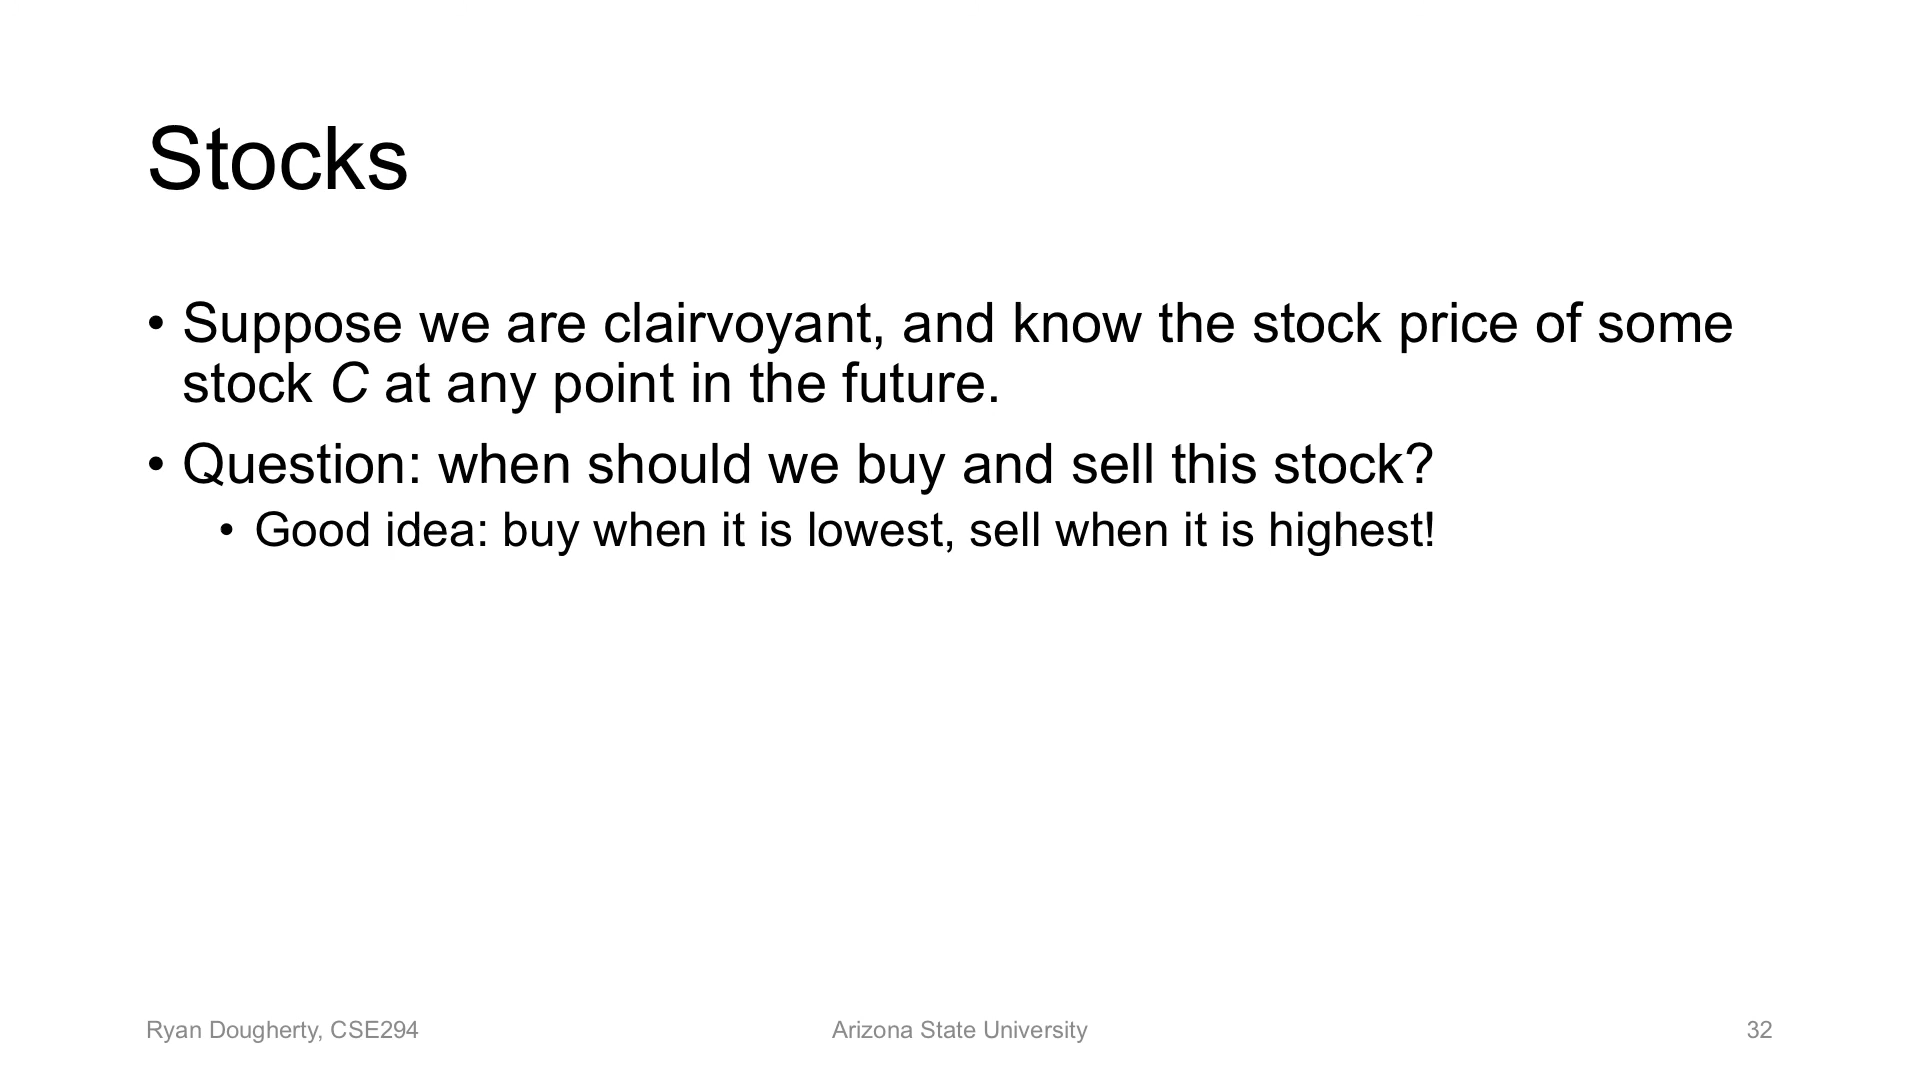 Stocks
• Suppose we are clairvoyant, and know the stock price of some
stock C at any point in the future.
• Question: when should we buy and sell this stock?
• Good idea: buy when it is lowest, sell when it is highest!
Ryan Dougherty, CSE294
Arizona State University
32